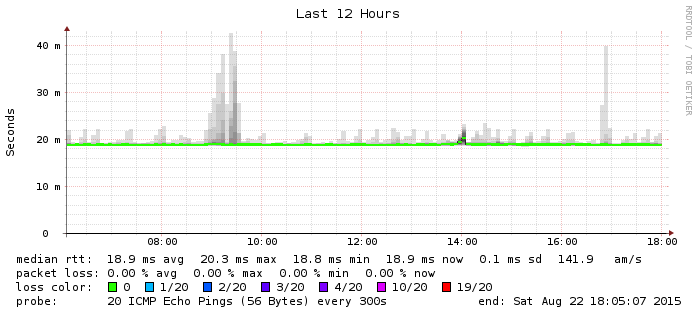 Last 12 Hours
RRDTOOL / TOBI OETIKER
Seconds
40 m
30 m
20 m
10 m
0
08:00 10:00 12:00 14:00 16:00 18:00
median rtt: 18.9 ms avg 20.3 ms max 18.8 ms min 18.9 ms now 0.1 ms sd 141.9 am/s
packet loss: 0.00 % avg 0.00 % max 0.00 % min 0.00 % now
loss color: 0 1/20 2/20 3/20 4/20 10/20 19/20
probe: 20 ICMP Echo Pings (56 Bytes) every 300s end: Sat Aug 22 18:05:07 2015